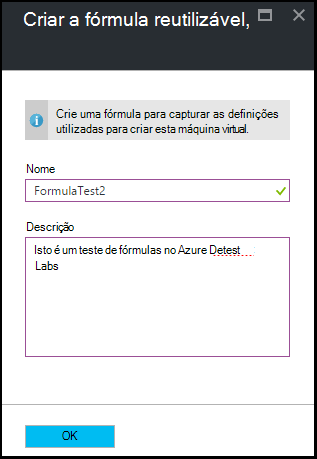 Criar a fórmula reutilizável,
Crie uma fórmula para capturar as definições
utilizadas para criar esta máquina virtual.
Nome
FormulaTest2
Descrição
Isto é um teste de fórmulas no Azure Detest
Labs
OK